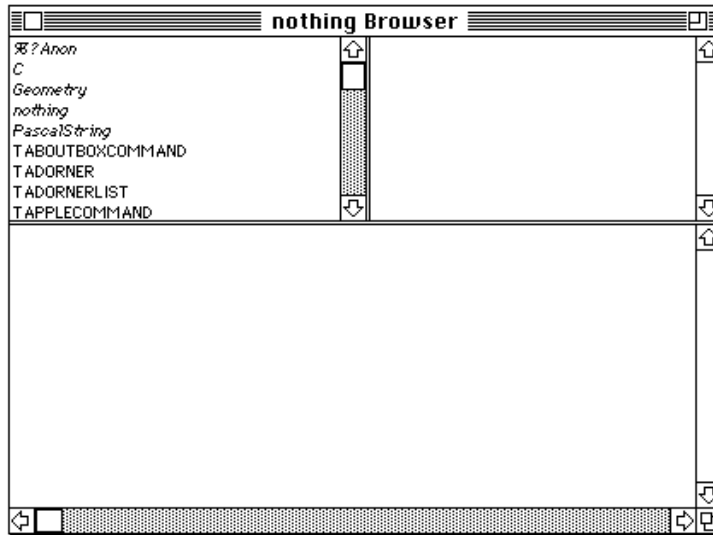 nothing Browser
%?Anon
C
Geometry
nothing
PascalString
TABOUTBOXCOMMAND
TADORNER
TADORNERLIST
TAPPLECOMMAND